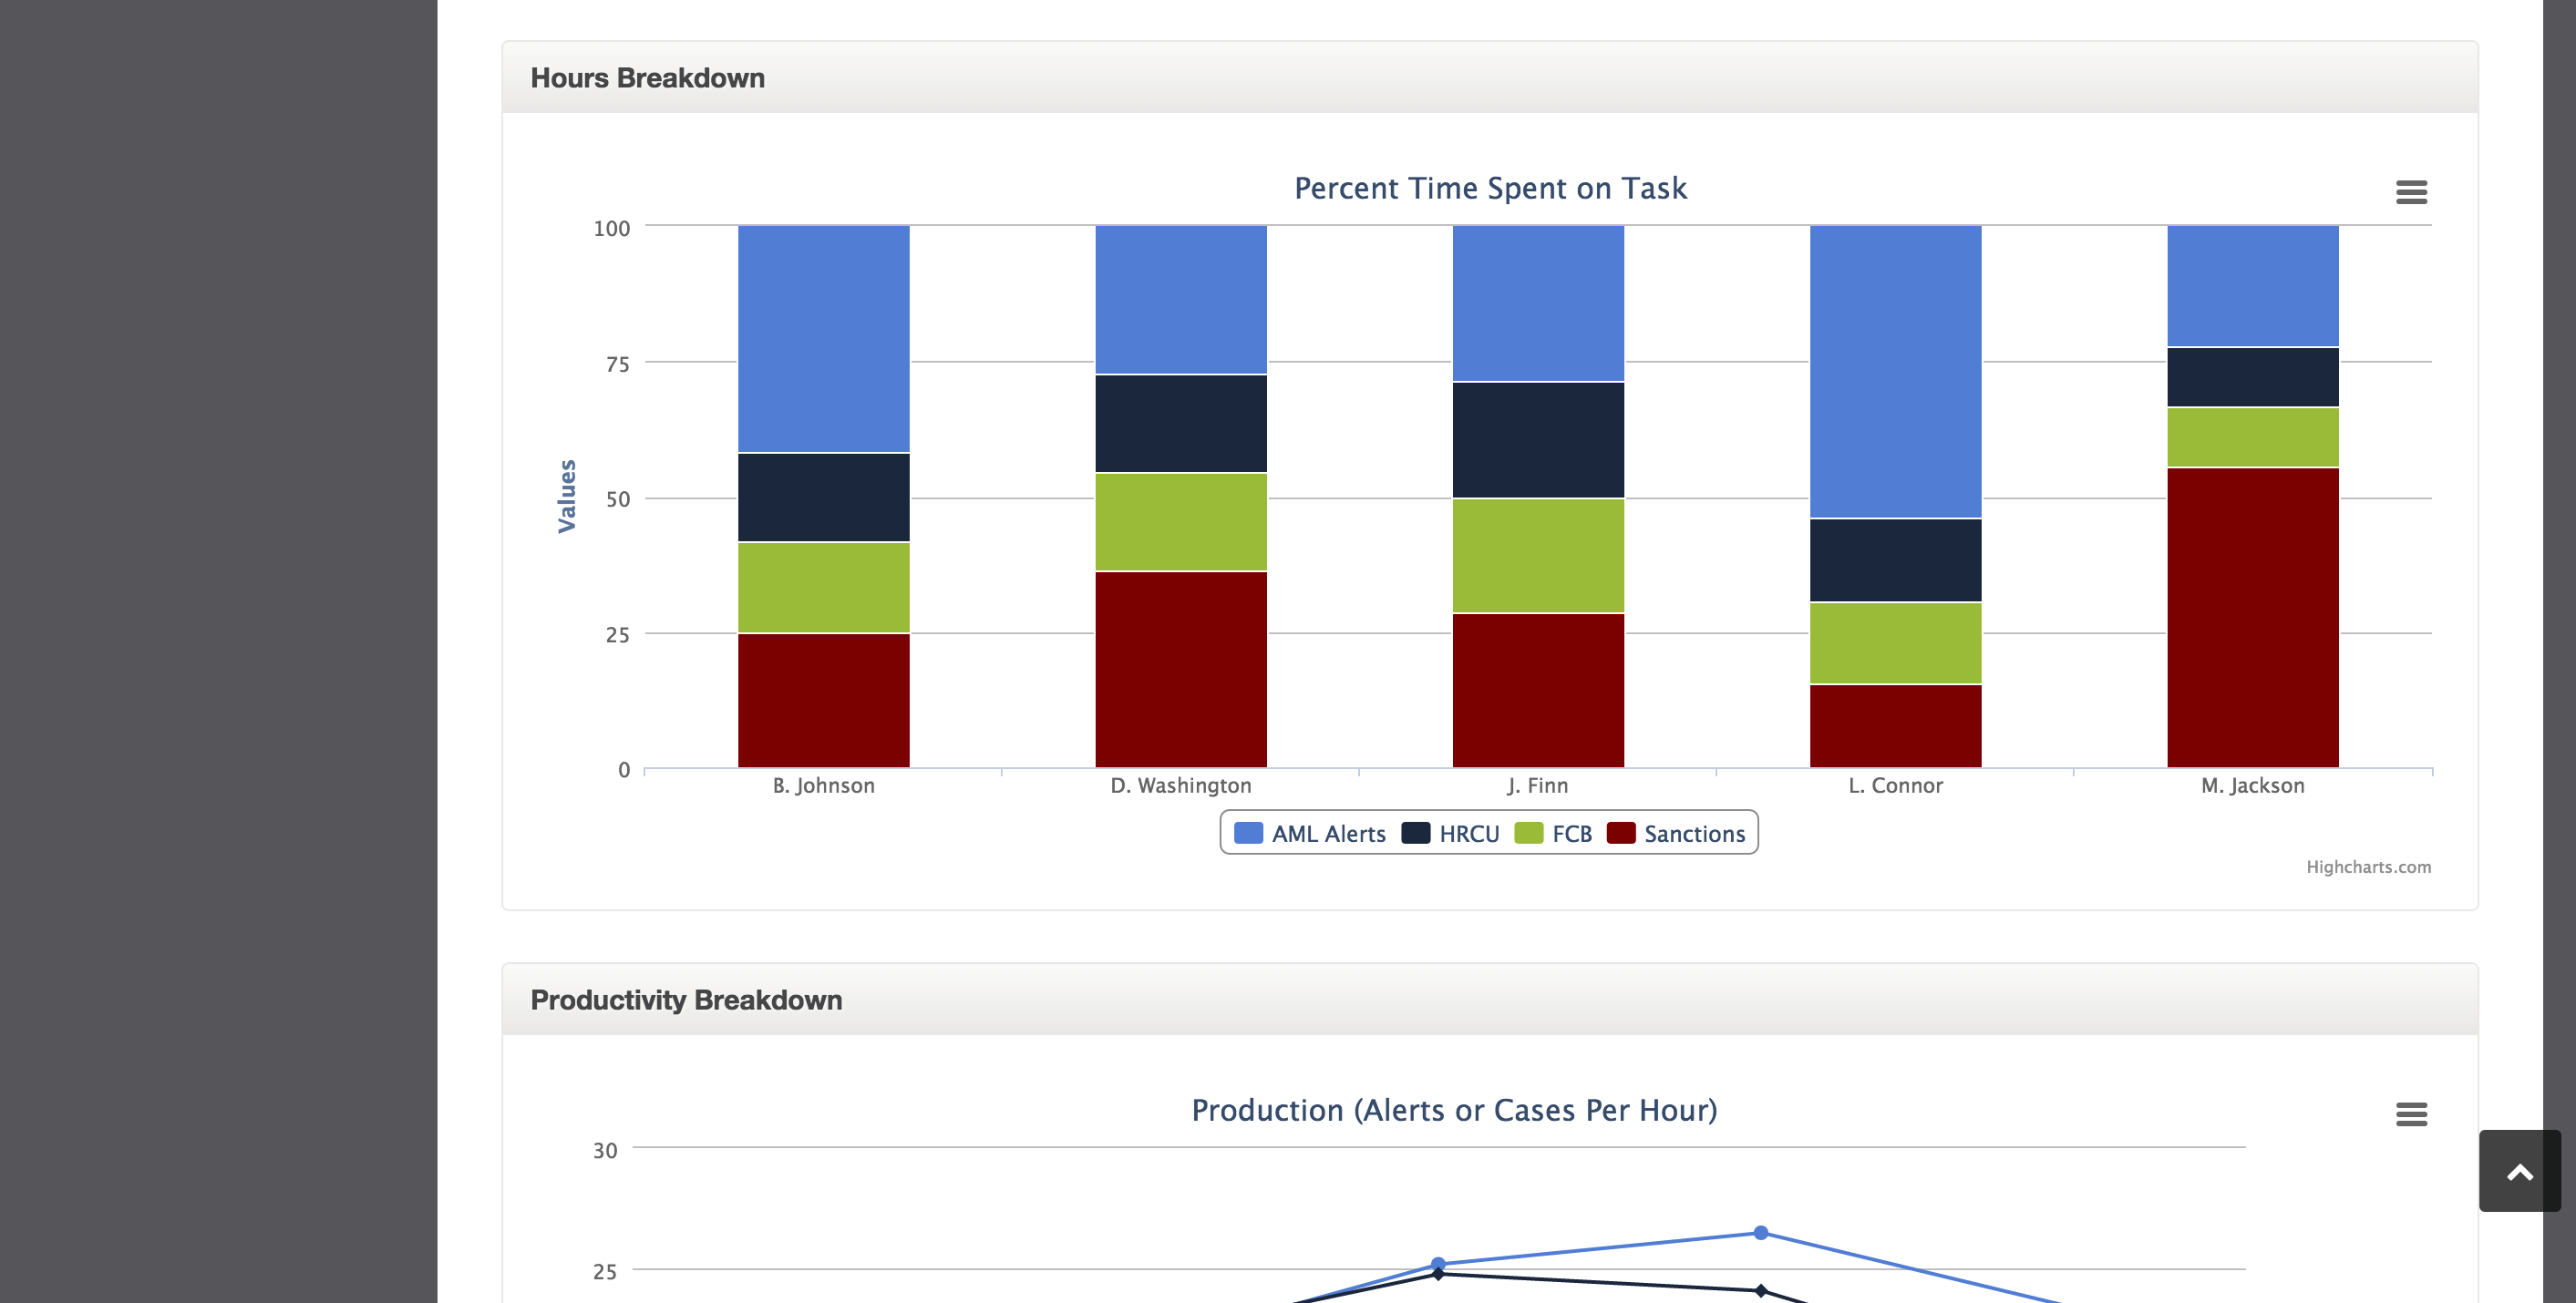 Hours Breakdown
Percent Time Spent on Task
100
75
50
25
0
Values
B. Johnson
D. Washington
J. Finn
L. Connor
M. Jackson
AML Alerts HRCU FCB Sanctions
Highcharts.com
Productivity Breakdown
Production (Alerts or Cases Per Hour)
30
25